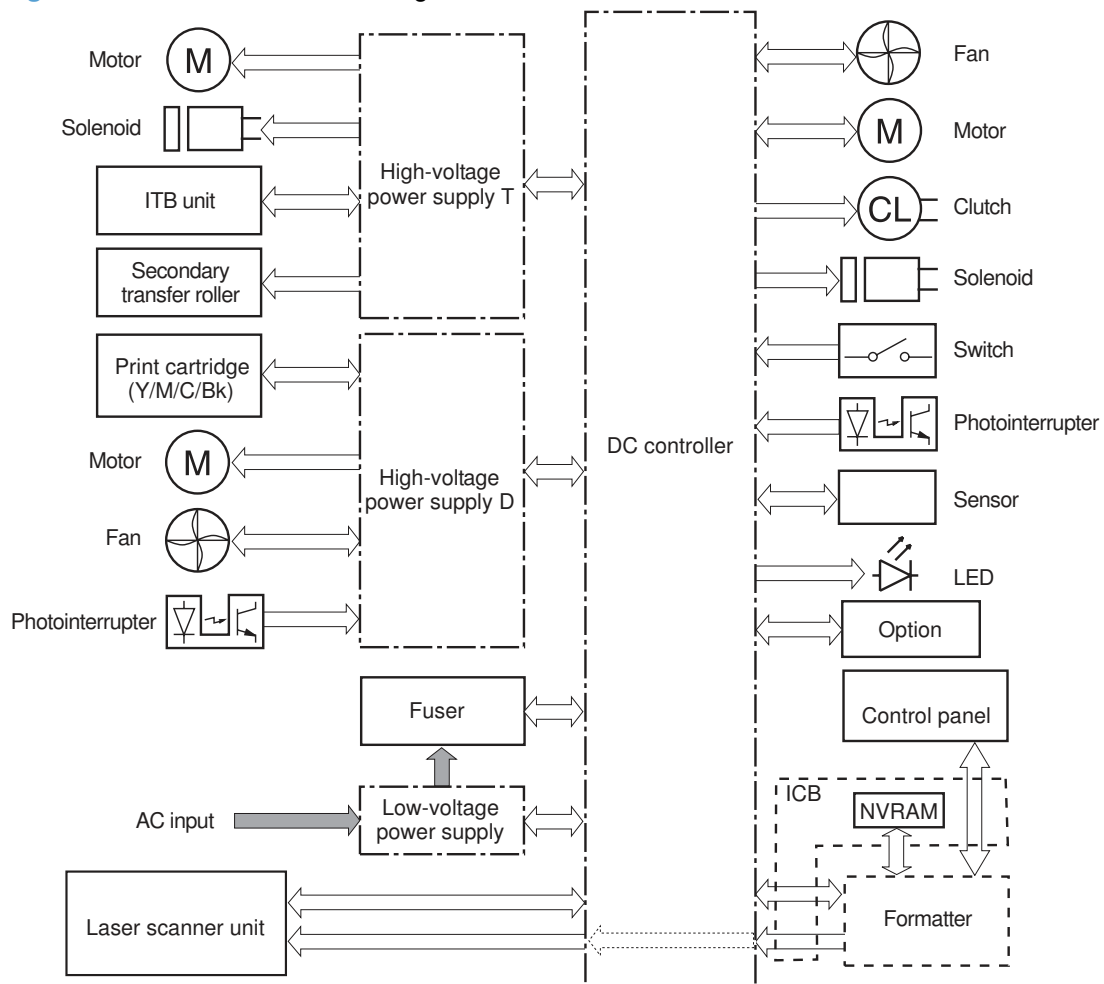 Motor
M
Solenoid
ITB unit
Secondary
transfer roller
High-voltage
power supply T
Print cartridge
(Y/M/C/Bk)
Motor
M
Fan
Photointerrupter
High-voltage
power supply D
Fuser
AC input
Low-voltage
power supply
Laser scanner unit
DC controller
Fan
M
Motor
CL
Clutch
Solenoid
Switch
Photointerrupter
Sensor
LED
Option
Control panel
ICB
NVRAM
Formatter